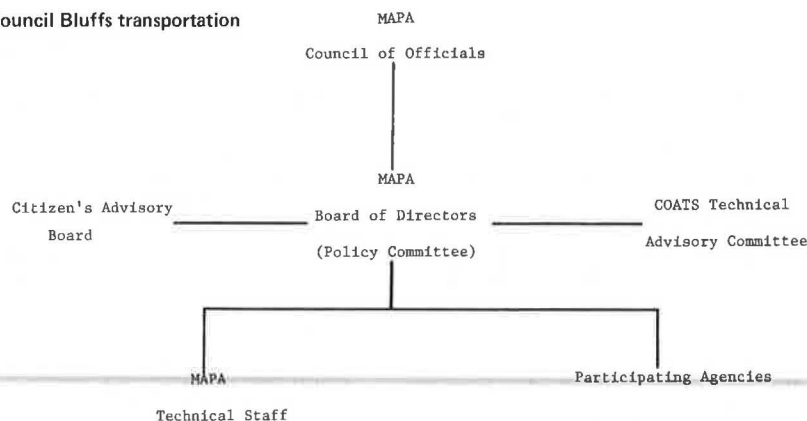 ouncil Bluffs transportation
MAPA
Council of Officials
MAPA
Citizen's Advisory
Board
Board of Directors
(Policy Committee)
COATS Technical
Advisory Committee
MAPA
Technical Staff
Participating Agencies